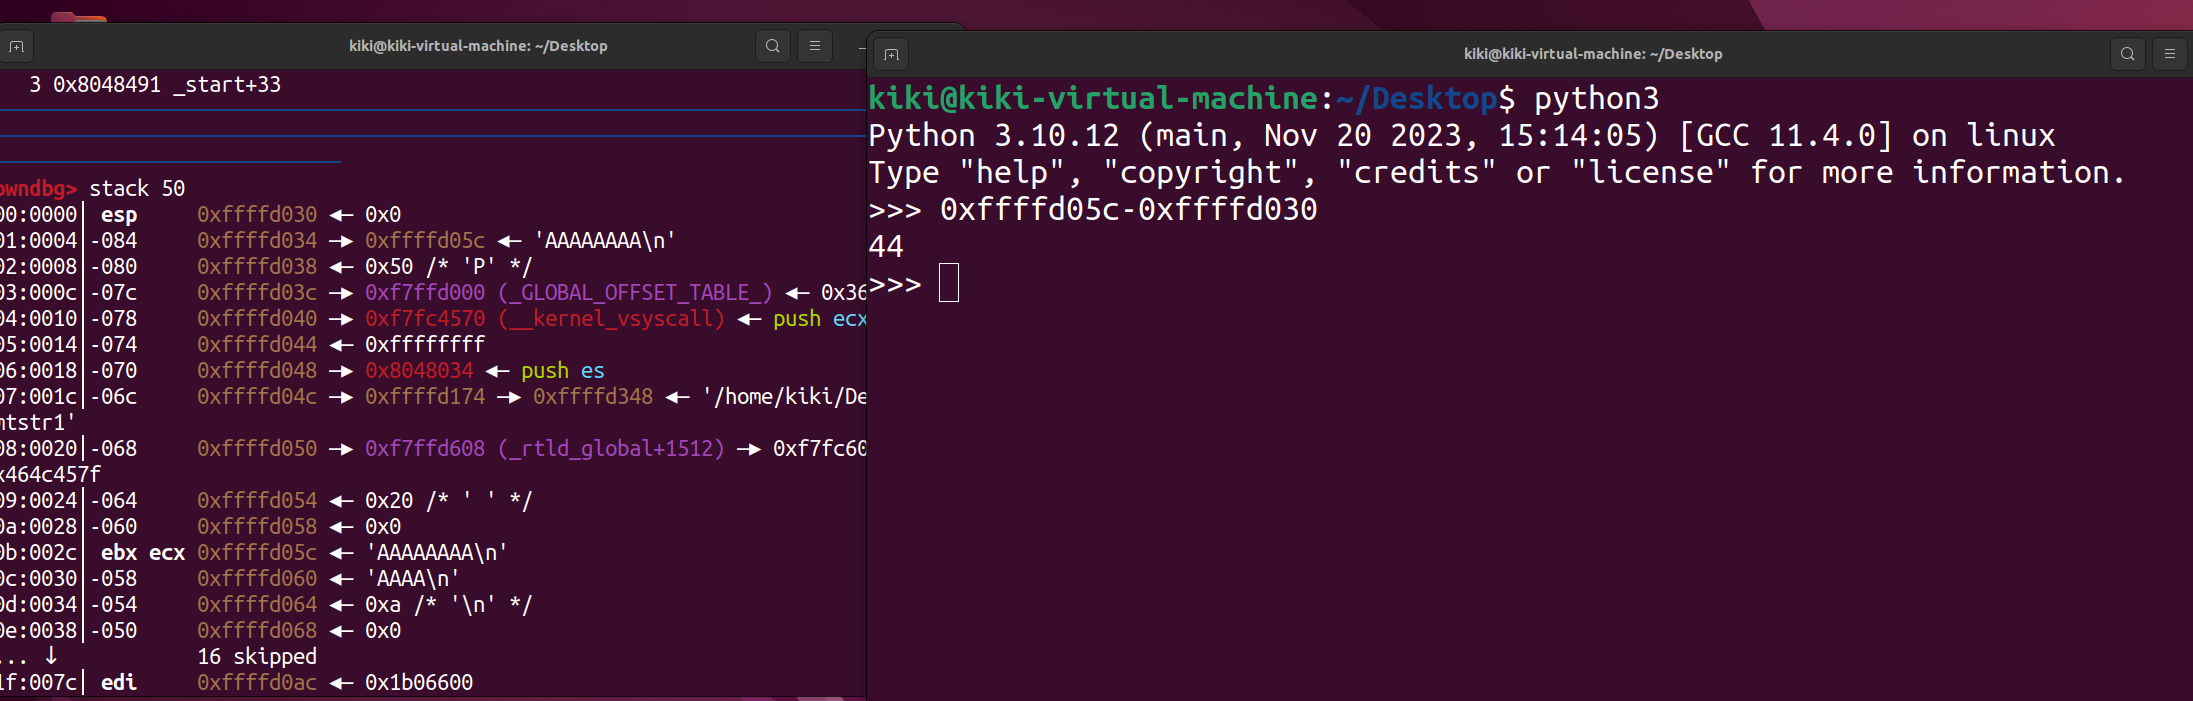 kiki@kiki-virtual-machine: ~/Desktop
3 0x8048491 _start+33
pwndbg> stack 50
00:0000│ esp 0xffffd030 ◂— 0x0
01:0004│-084 0xffffd034 —▸ 0xffffd05c ◂— 'AAAAAAAA\n'
02:0008│-080 0xffffd038 ◂— 0x50 /* 'P' */
03:000c│-07c 0xffffd03c —▸ 0xf7ffd000 (_GLOBAL_OFFSET_TABLE_) ◂— 0x36
04:0010│-078 0xffffd040 —▸ 0xf7fc4570 (__kernel_vsyscall) ◂— push ecx
05:0014│-074 0xffffd044 ◂— 0xffffffff
06:0018│-070 0xffffd048 —▸ 0x8048034 ◂— push es
07:001c│-06c 0xffffd04c —▸ 0xffffd174 —▸ 0xffffd348 ◂— '/home/kiki/De
mtstr1'
08:0020│-068 0xffffd050 —▸ 0xf7ffd608 (_rtld_global+1512) —▸ 0xf7fc60
x464c457f
09:0024│-064 0xffffd054 ◂— 0x20 /* ' ' */
0a:0028│-060 0xffffd058 ◂— 0x0
0b:002c│ ebx ecx 0xffffd05c ◂— 'AAAAAAAA\n'
0c:0030│-058 0xffffd060 ◂— 'AAAA\n'
0d:0034│-054 0xffffd064 ◂— 0xa /* '\n' */
0e:0038│-050 0xffffd068 ◂— 0x0
... ↓ 16 skipped
1f:007c│ edi 0xffffd0ac ◂— 0x1b06600
kiki@kiki-virtual-machine: ~/Desktop
kiki@kiki-virtual-machine:~/Desktop$ python3
Python 3.10.12 (main, Nov 20 2023, 15:14:05) [GCC 11.4.0] on linux
Type "help", "copyright", "credits" or "license" for more information.
>>> 0xffffd05c-0xffffd030
44
>>>